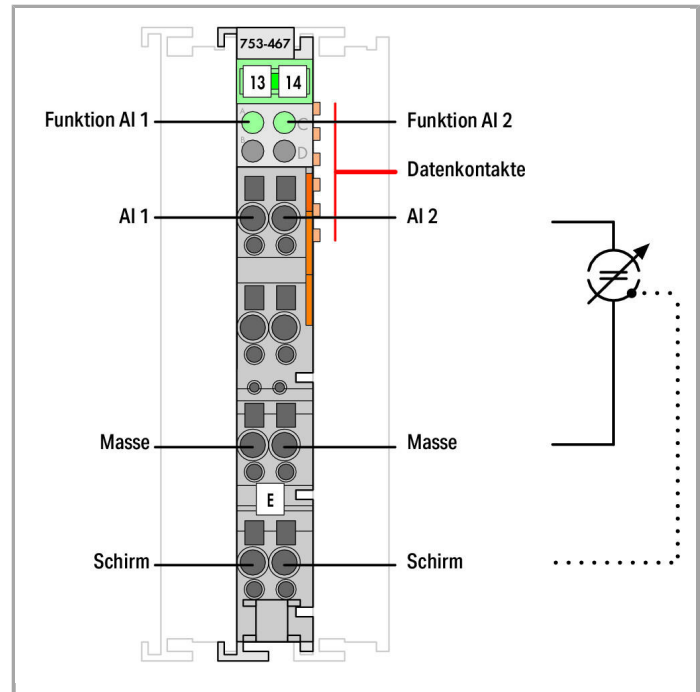 753-467
13 14
Funktion AI 1
A
C
Funktion AI 2
B
D
Datenkontakte
AI 1
AI 2
Masse
Masse
E
Schirm
Schirm